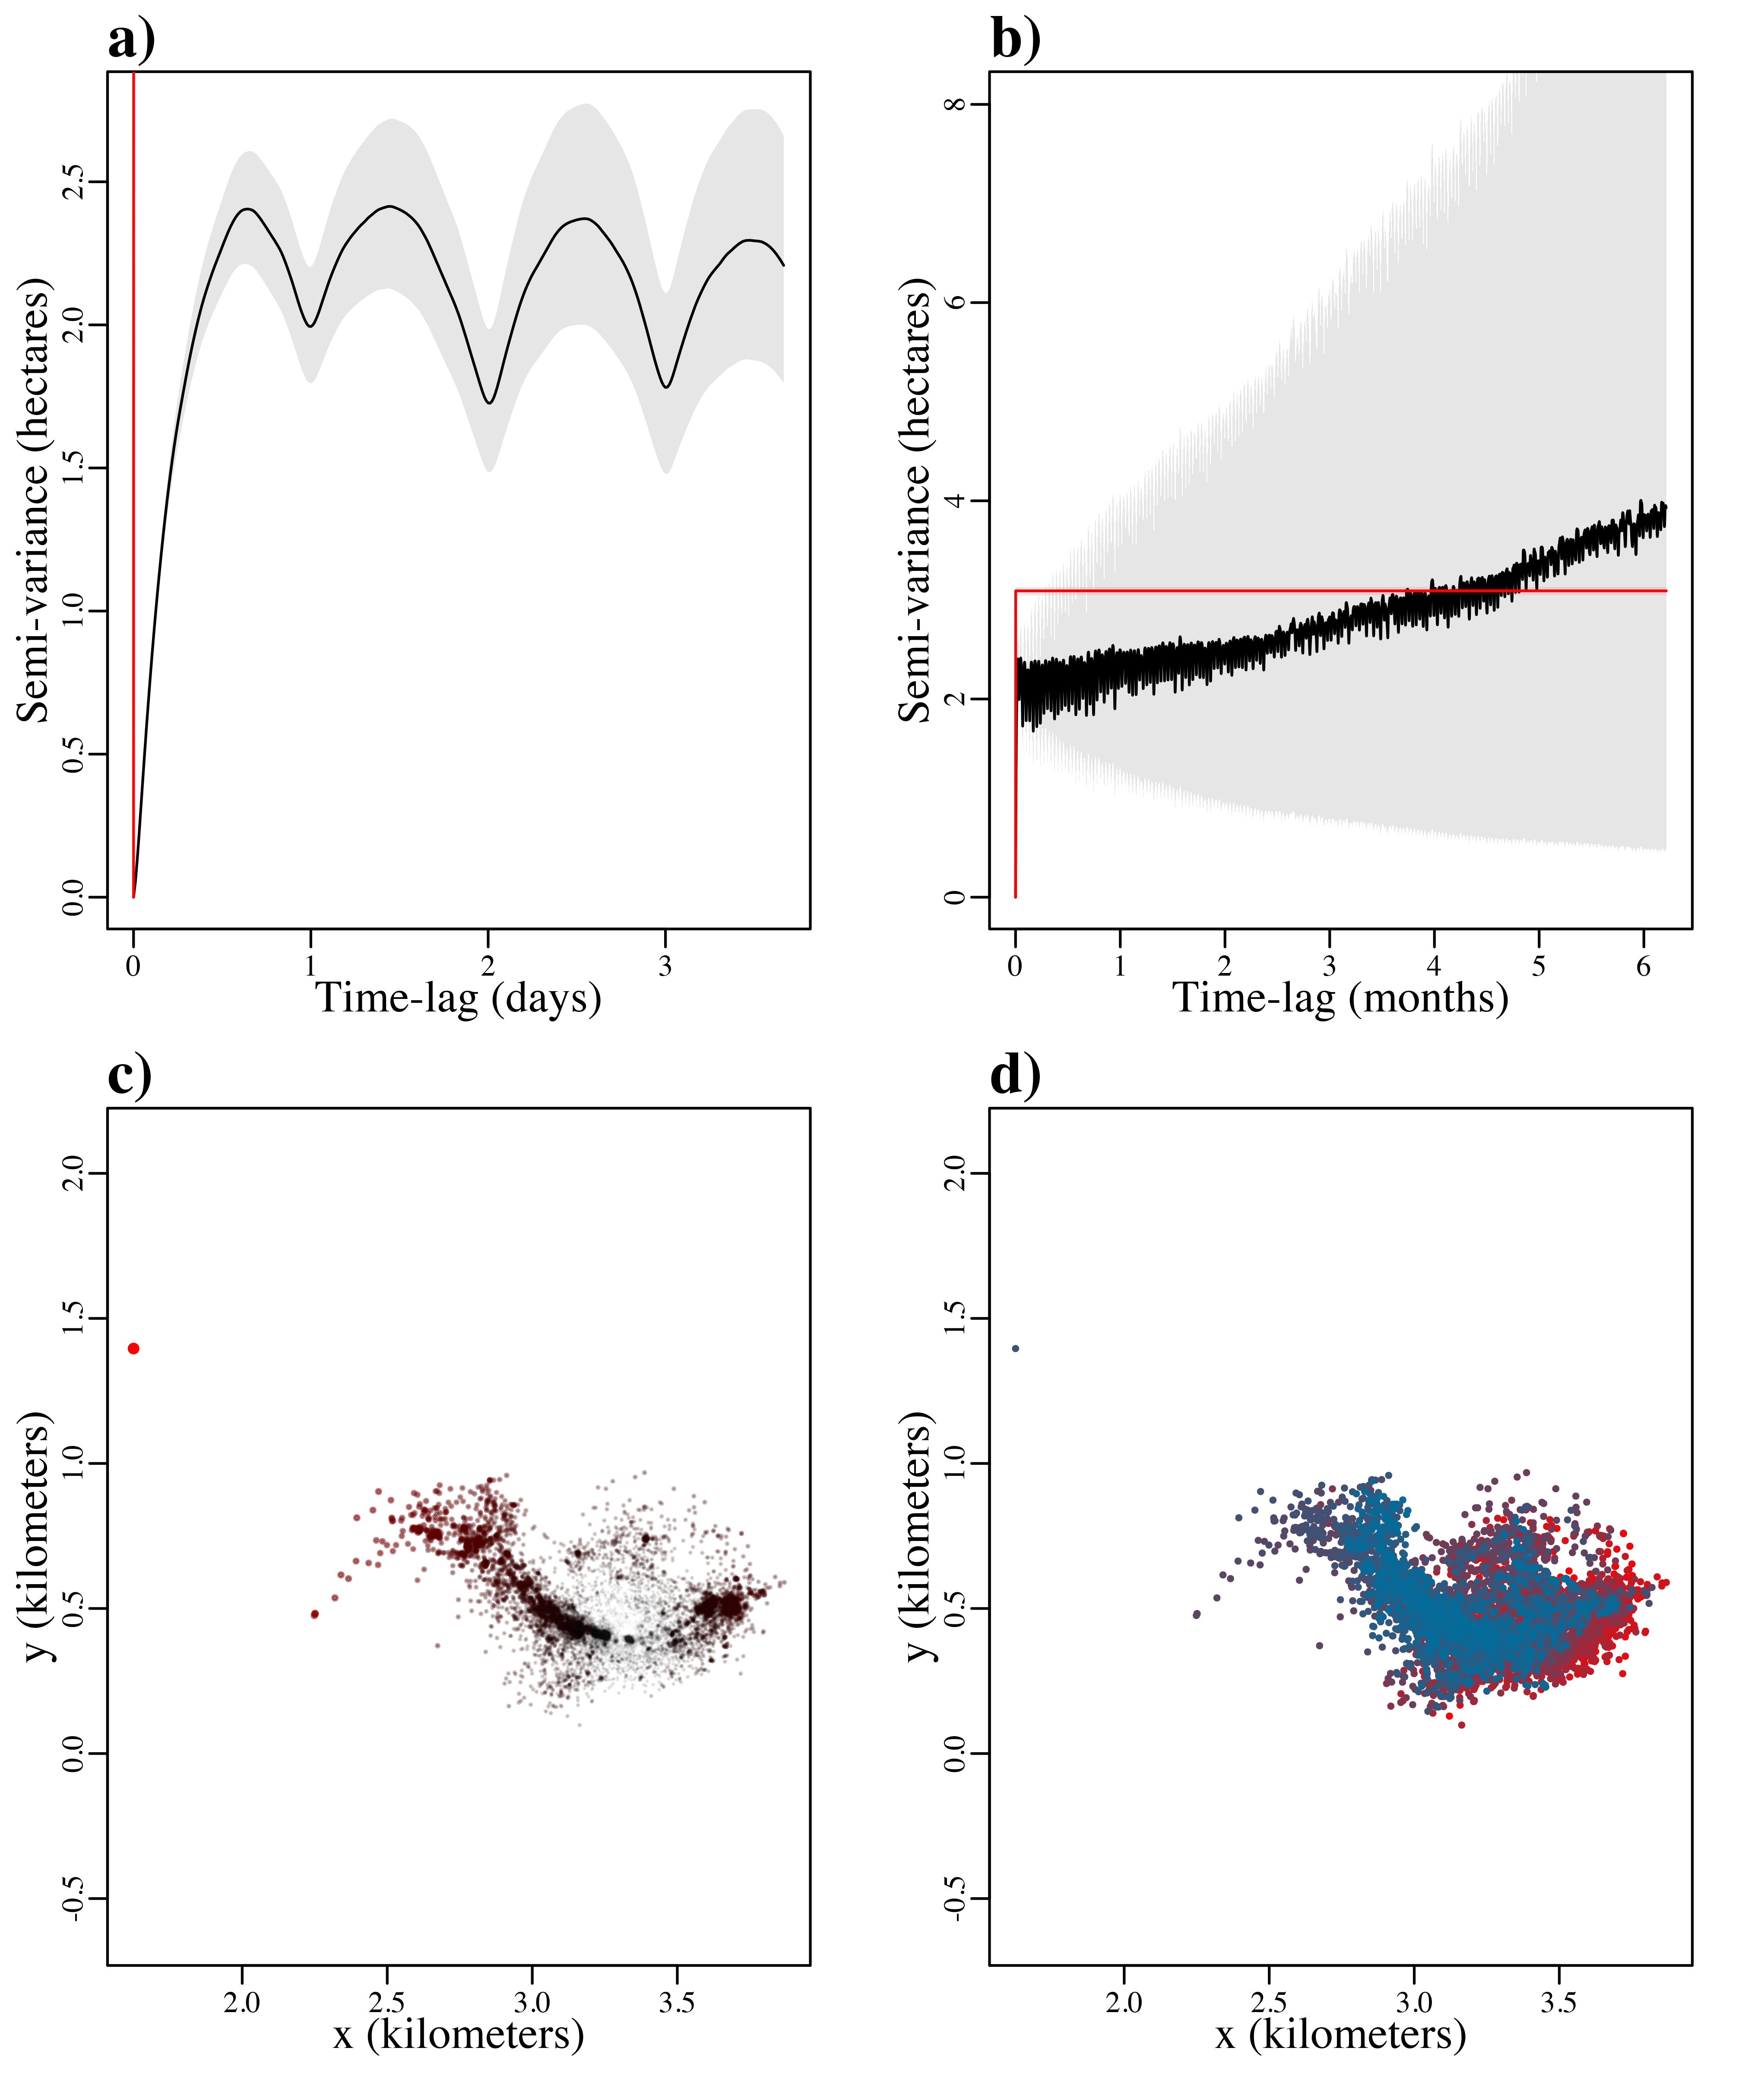 a)
Semi-variance (hectares)
2.5
2.0
1.5
1.0
0.5
0.0
0 1 2 3
Time-lag (days)
b)
Semi-variance (hectares)
8
6
4
2
0
0 1 2 3 4 5 6
Time-lag (months)
c)
y (kilometers)
2.0
1.5
1.0
0.5
0.0
-0.5
2.0 2.5 3.0 3.5
x (kilometers)
d)
y (kilometers)
2.0
1.5
1.0
0.5
0.0
-0.5
2.0 2.5 3.0 3.5
x (kilometers)